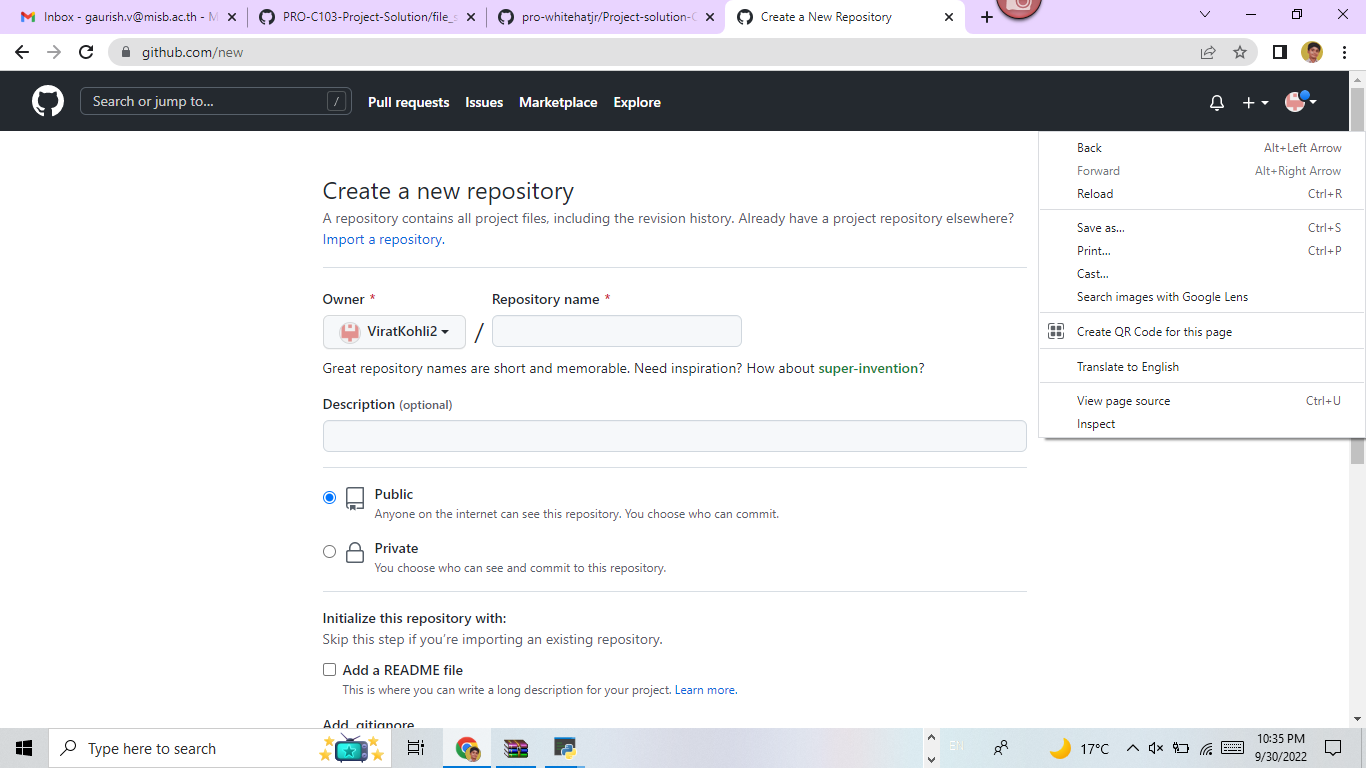 Inbox - gaurish.v@misb.ac.th - M
PRO-C103-Project-Solution/file_s
pro-whitehatjr/Project-solution-C
Create a New Repository
github.com/new
Search or jump to...
/
Pull requests
Issues
Marketplace
Explore
Create a new repository
A repository contains all project files, including the revision history. Already have a project repository elsewhere?
Import a repository.
Owner *
Repository name *
ViratKohli2
/
Great repository names are short and memorable. Need inspiration? How about super-invention?
Description (optional)
Public
Anyone on the internet can see this repository. You choose who can commit.
Private
You choose who can see and commit to this repository.
Initialize this repository with:
Skip this step if you're importing an existing repository.
Add a README file
This is where you can write a long description for your project. Learn more.
Add .gitignore
Back Alt+Left Arrow
Forward Alt+Right Arrow
Reload Ctrl+R
Save as... Ctrl+S
Print... Ctrl+P
Cast...
Search images with Google Lens
Create QR Code for this page
Translate to English
View page source Ctrl+U
Inspect
Type here to search
EN
17°C
10:35 PM
9/30/2022